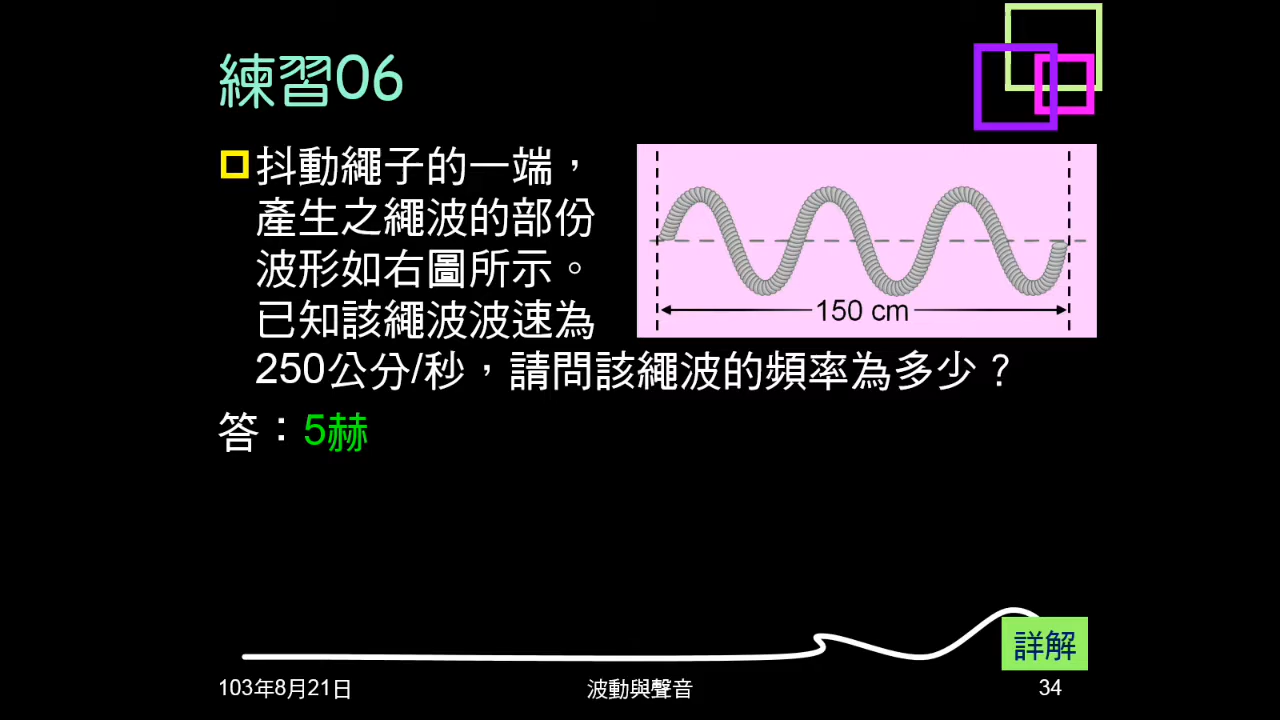 練習06
抖動繩子的一端，
產生之繩波的部份
波形如右圖所示。
已知該繩波波速為
250公分/秒，請問該繩波的頻率為多少？
150 cm
答：5赫
詳解
103年8月21日
波動與聲音
34